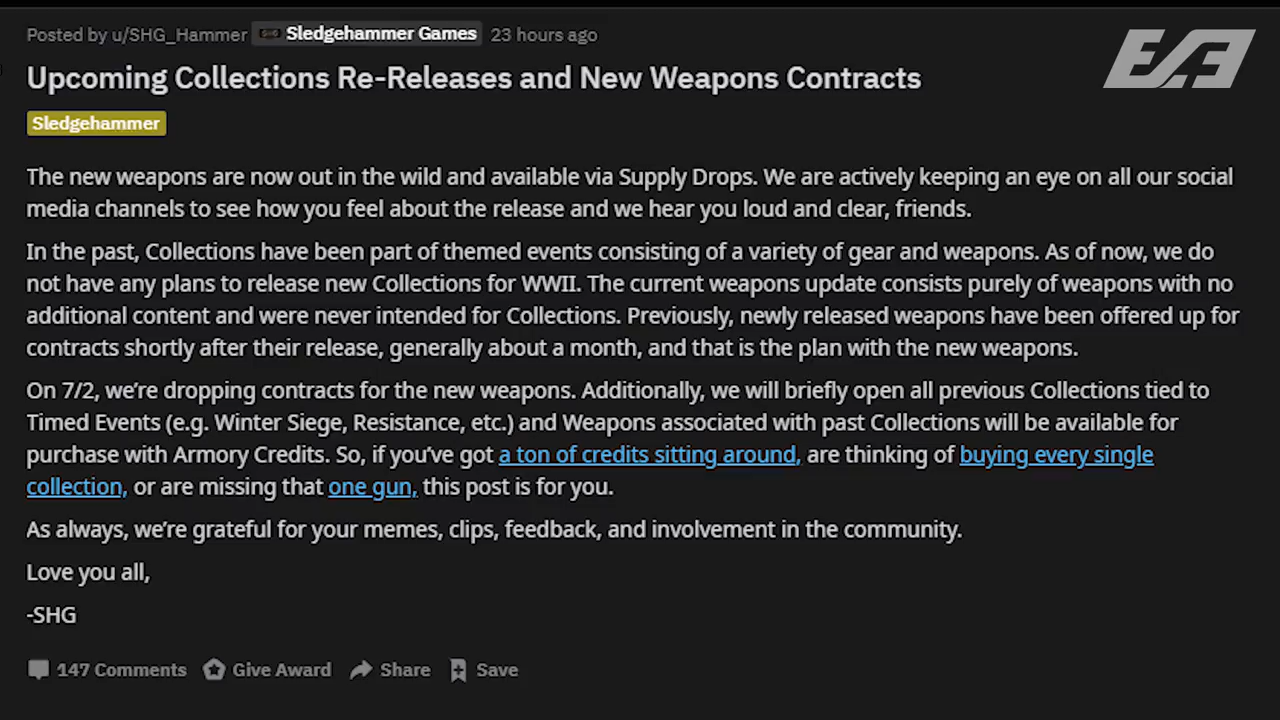 Posted by u/SHG_Hammer Sledgehammer Games 23 hours ago
Upcoming Collections Re-Releases and New Weapons Contracts
Sledgehammer
The new weapons are now out in the wild and available via Supply Drops. We are actively keeping an eye on all our social
media channels to see how you feel about the release and we hear you loud and clear, friends.
In the past, Collections have been part of themed events consisting of a variety of gear and weapons. As of now, we do
not have any plans to release new Collections for WWII. The current weapons update consists purely of weapons with no
additional content and were never intended for Collections. Previously, newly released weapons have been offered up for
contracts shortly after their release, generally about a month, and that is the plan with the new weapons.
On 7/2, we’re dropping contracts for the new weapons. Additionally, we will briefly open all previous Collections tied to
Timed Events (e.g. Winter Siege, Resistance, etc.) and Weapons associated with past Collections will be available for
purchase with Armory Credits. So, if you’ve got a ton of credits sitting around, are thinking of buying every single
collection, or are missing that one gun, this post is for you.
As always, we’re grateful for your memes, clips, feedback, and involvement in the community.
Love you all,
-SHG
147 Comments Give Award Share Save